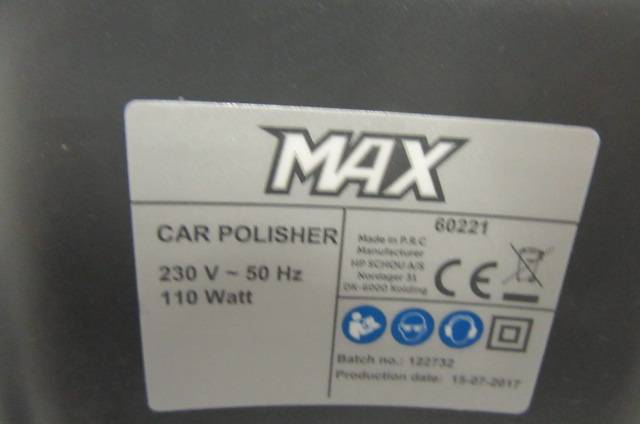 MAX
CAR POLISHER
230 V ~ 50 Hz
110 Watt
60221
Made in P.R.C
Manufacturer
HP SCHOU A/S
Nordager 31
DK-6000 Kolding
CE
Batch no.: 122732
Production date: 15-07-2017